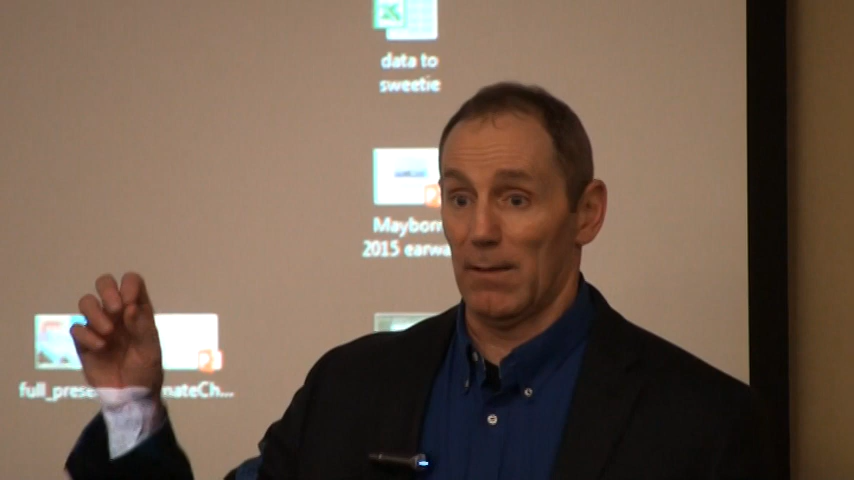 data to
sweetie
Mayborn
2015 earwa
full_prese
mateCh...